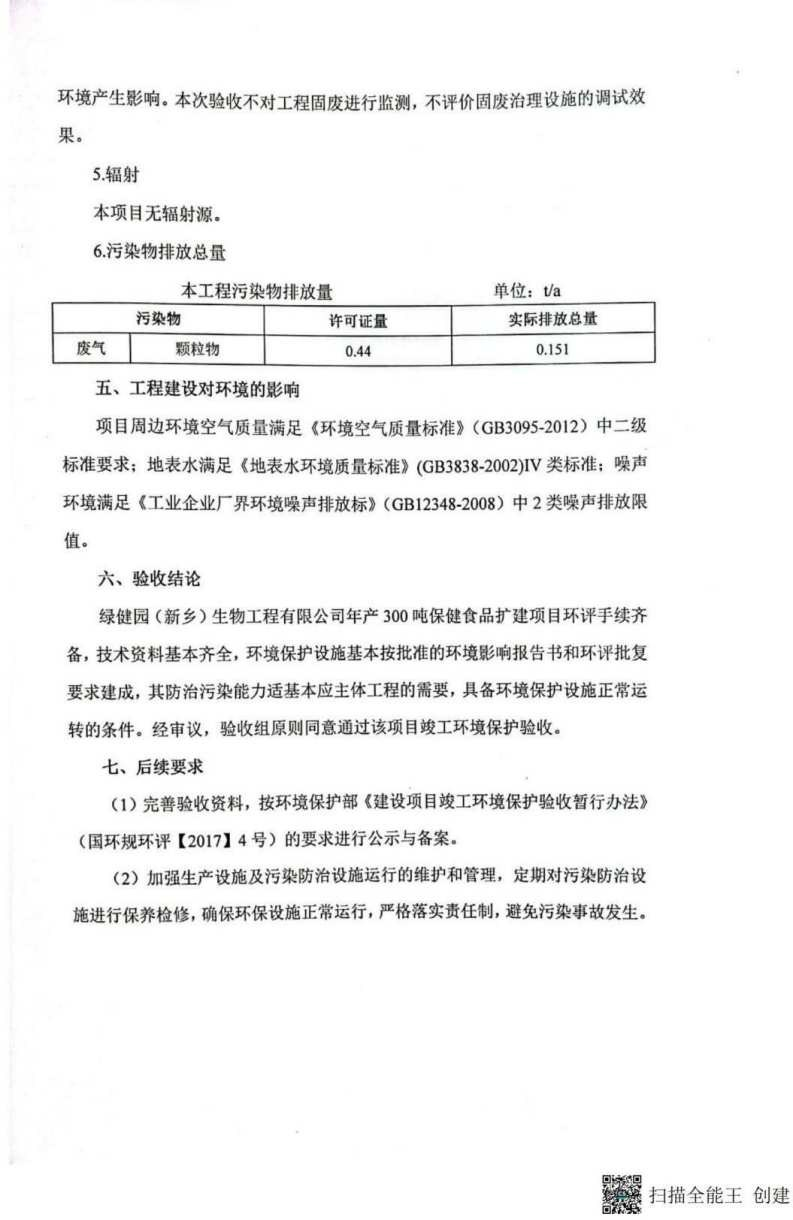 环境产生影响。本次验收不对工程固废进行监测，不评价固废治理设施的调试效
果。
5.辐射
本项目无辐射源。
6.污染物排放总量
本工程污染物排放量 单位：t/a
污染物 许可证量 实际排放总量
废气 颗粒物 0.44 0.151
五、工程建设对环境的影响
项目周边环境空气质量满足《环境空气质量标准》（GB3095-2012）中二级
标准要求；地表水满足《地表水环境质量标准》(GB3838-2002)IV 类标准；噪声
环境满足《工业企业厂界环境噪声排放标》（GB12348-2008）中 2 类噪声排放限
值。
六、验收结论
绿健园（新乡）生物工程有限公司年产 300 吨保健食品扩建项目环评手续齐
备，技术资料基本齐全，环境保护设施基本按批准的环境影响报告书和环评批复
要求建成，其防治污染能力适基本应主体工程的需要，具备环境保护设施正常运
转的条件。经审议，验收组原则同意通过该项目竣工环境保护验收。
七、后续要求
（1）完善验收资料，按环境保护部《建设项目竣工环境保护验收暂行办法》
（国环规环评【2017】4 号）的要求进行公示与备案。
（2）加强生产设施及污染防治设施运行的维护和管理，定期对污染防治设
施进行保养检修，确保环保设施正常运行，严格落实责任制，避免污染事故发生。
扫描全能王 创建